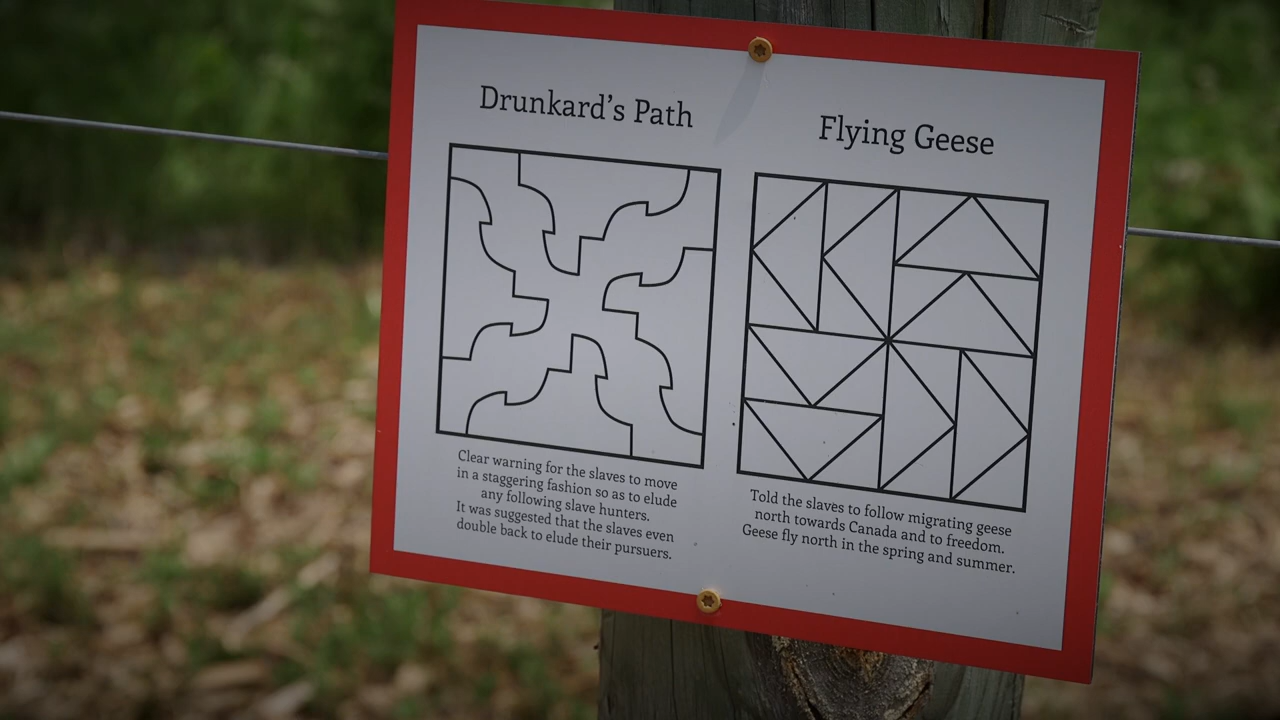 Drunkard's Path
Clear warning for the slaves to move
in a staggering fashion so as to elude
any following slave hunters.
It was suggested that the slaves even
double back to elude their pursuers.
Flying Geese
Told the slaves to follow migrating geese
north towards Canada and to freedom.
Geese fly north in the spring and summer.